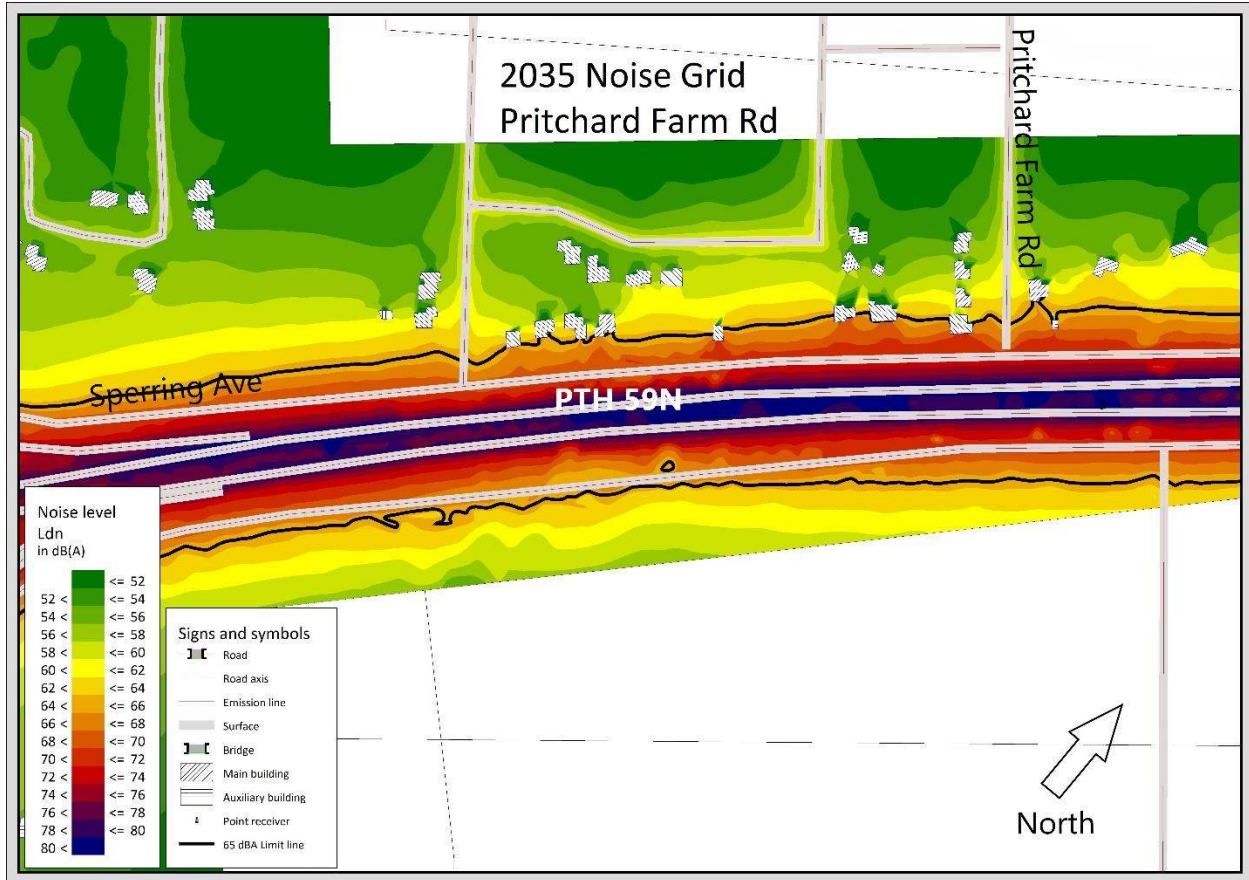 2035 Noise Grid
Pritchard Farm Rd
Pritchard Farm Rd
Sperring Ave
PTH 59N
Noise level
Ldn
in dB(A)
<= 52
52 < <= 54
54 < <= 56
56 < <= 58
58 < <= 60
60 < <= 62
62 < <= 64
64 < <= 66
66 < <= 68
68 < <= 70
70 < <= 72
72 < <= 74
74 < <= 76
76 < <= 78
78 < <= 80
80 <
Signs and symbols
Road
Road axis
Emission line
Surface
Bridge
Main building
Auxiliary building
Point receiver
65 dBA Limit line
North